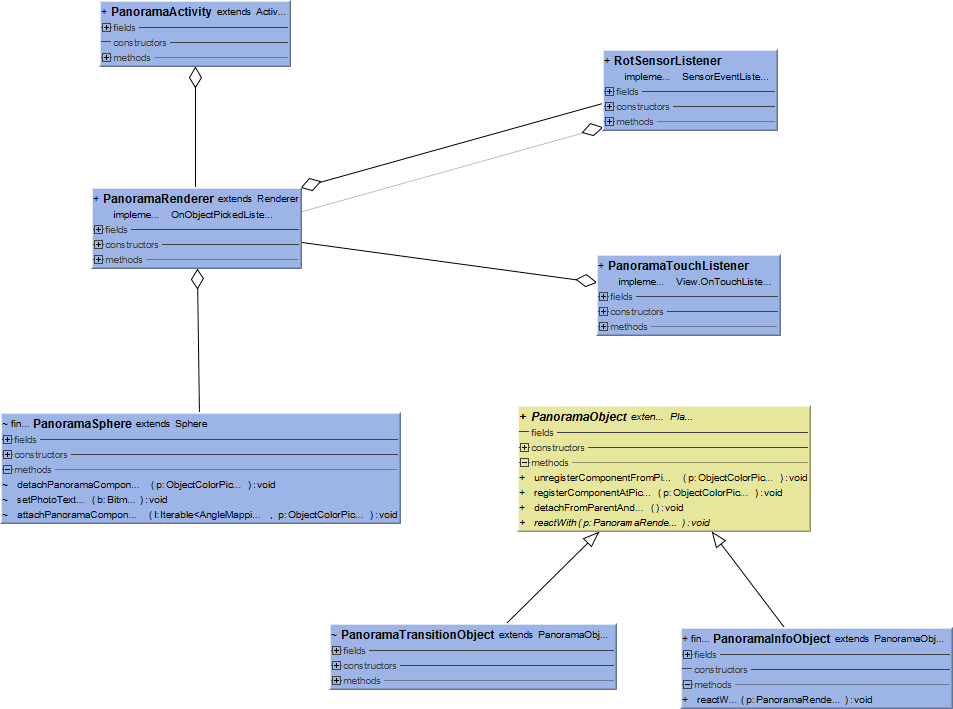 + PanoramaActivity extends Activ...
fields
constructors
methods
+ RotSensorListener
impleme... SensorEventListe...
fields
constructors
methods
+ PanoramaRenderer extends Renderer
impleme... OnObjectPickedListe...
fields
constructors
methods
+ PanoramaTouchListener
impleme... View.OnTouchListe...
fields
constructors
methods
~ fin... PanoramaSphere extends Sphere
fields
constructors
methods
~ detachPanoramaCompon... ( p:ObjectColorPic... ) : void
~ setPhotoText... ( b:Bitm... ) : void
~ attachPanoramaCompon... ( l:Iterable<AngleMappi... , p:ObjectColorPic... ) : void
+ PanoramaObject exten... Pla...
fields
constructors
methods
+ unregisterComponentFromPi... ( p:ObjectColorPic... ) : void
+ registerComponentAtPic... ( p:ObjectColorPic... ) : void
+ detachFromParentAnd... ( ) : void
+ reactWith ( p:PanoramaRende... ) : void
~ PanoramaTransitionObject extends PanoramaObj...
fields
constructors
methods
+ fin... PanoramaInfoObject extends PanoramaObj...
fields
constructors
methods
+ reactW... ( p:PanoramaRende... ) : void